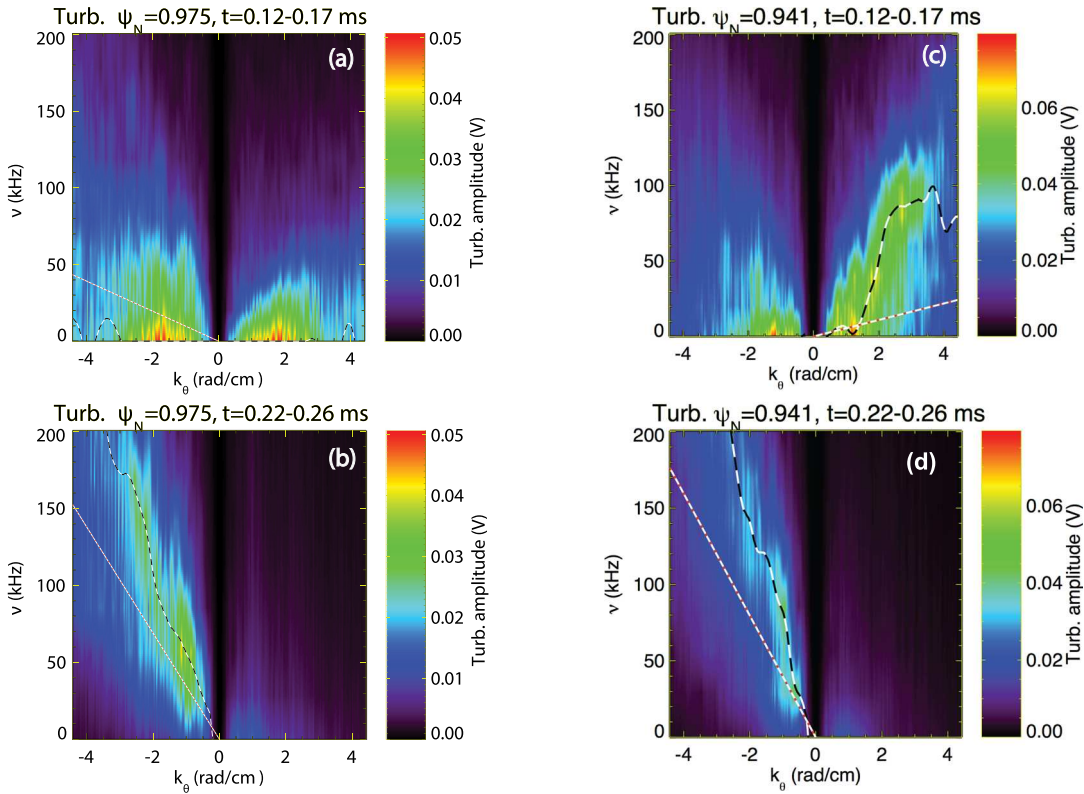 Turb. ψN=0.975, t=0.12-0.17 ms
200
150
100
50
0
ν (kHz)
(a)
-4 -2 0 2 4
kθ (rad/cm )
0.05
0.04
0.03
0.02
0.01
0.00
Turb. amplitude (V)
Turb. ψN=0.941, t=0.12-0.17 ms
200
150
100
50
0
ν (kHz)
(c)
-4 -2 0 2 4
kθ (rad/cm)
0.06
0.04
0.02
0.00
Turb. amplitude (V)
Turb. ψN=0.975, t=0.22-0.26 ms
200
150
100
50
0
ν (kHz)
(b)
-4 -2 0 2 4
kθ (rad/cm )
0.05
0.04
0.03
0.02
0.01
0.00
Turb. amplitude (V)
Turb. ψN=0.941, t=0.22-0.26 ms
200
150
100
50
0
ν (kHz)
(d)
-4 -2 0 2 4
kθ (rad/cm)
0.06
0.04
0.02
0.00
Turb. amplitude (V)